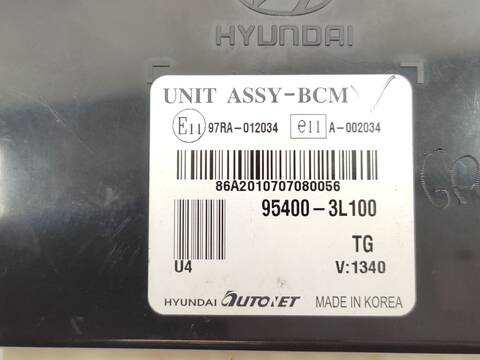 HYUNDAI
UNIT ASSY-BCM
E11 97RA-012034 e11 A-002034
86A2010707080056
95400-3L100
TG
U4 V:1340
HYUNDAI AUTONET MADE IN KOREA